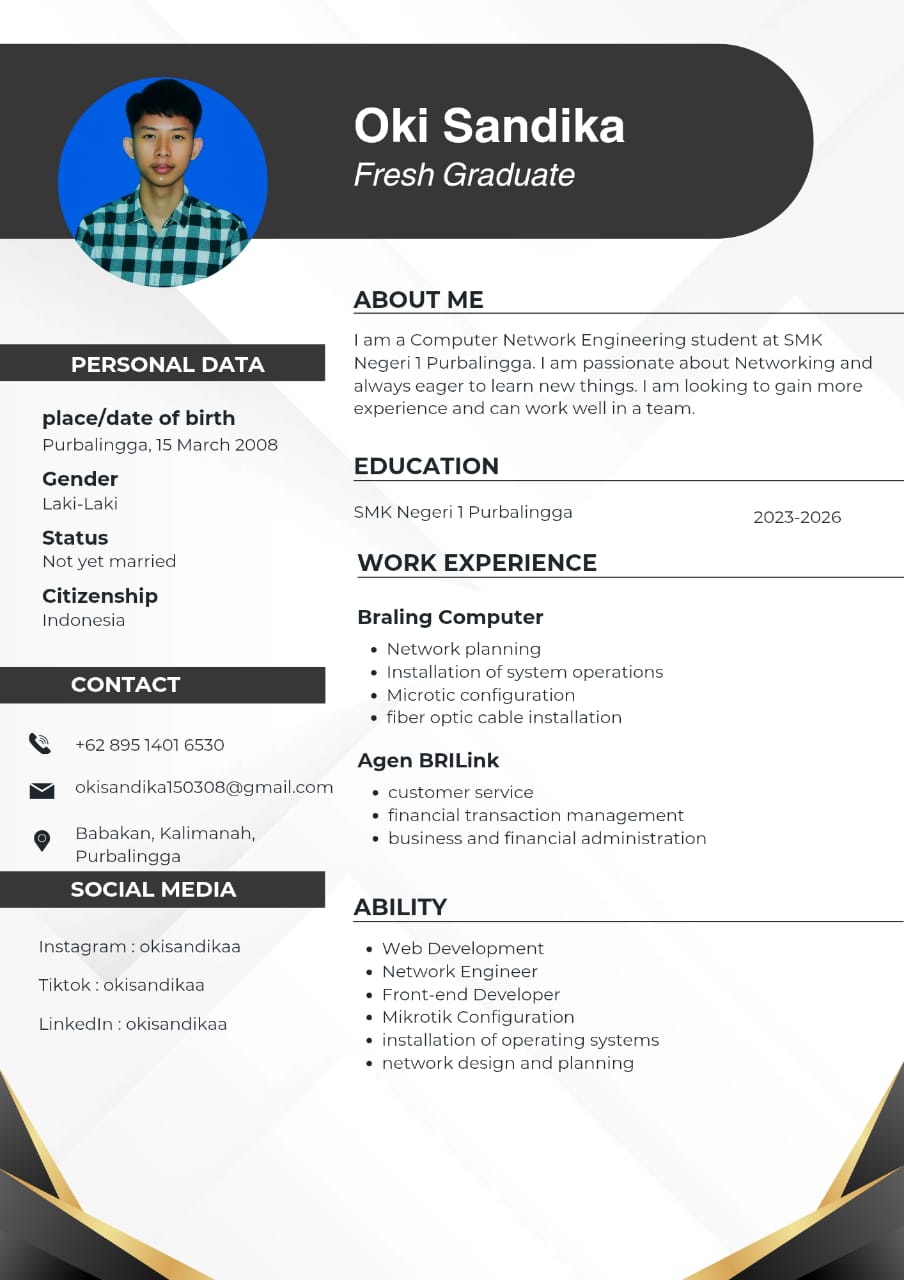 Oki Sandika
Fresh Graduate
PERSONAL DATA
place/date of birth
Purbalingga, 15 March 2008
Gender
Laki-Laki
Status
Not yet married
Citizenship
Indonesia
CONTACT
+62 895 1401 6530
okisandika150308@gmail.com
Babakan, Kalimanah,
Purbalingga
SOCIAL MEDIA
Instagram : okisandikaa
Tiktok : okisandikaa
LinkedIn : okisandikaa
ABOUT ME
I am a Computer Network Engineering student at SMK
Negeri 1 Purbalingga. I am passionate about Networking and
always eager to learn new things. I am looking to gain more
experience and can work well in a team.
EDUCATION
SMK Negeri 1 Purbalingga
2023-2026
WORK EXPERIENCE
Braling Computer
• Network planning
• Installation of system operations
• Microtic configuration
• fiber optic cable installation
Agen BRILink
• customer service
• financial transaction management
• business and financial administration
ABILITY
• Web Development
• Network Engineer
• Front-end Developer
• Mikrotik Configuration
• installation of operating systems
• network design and planning